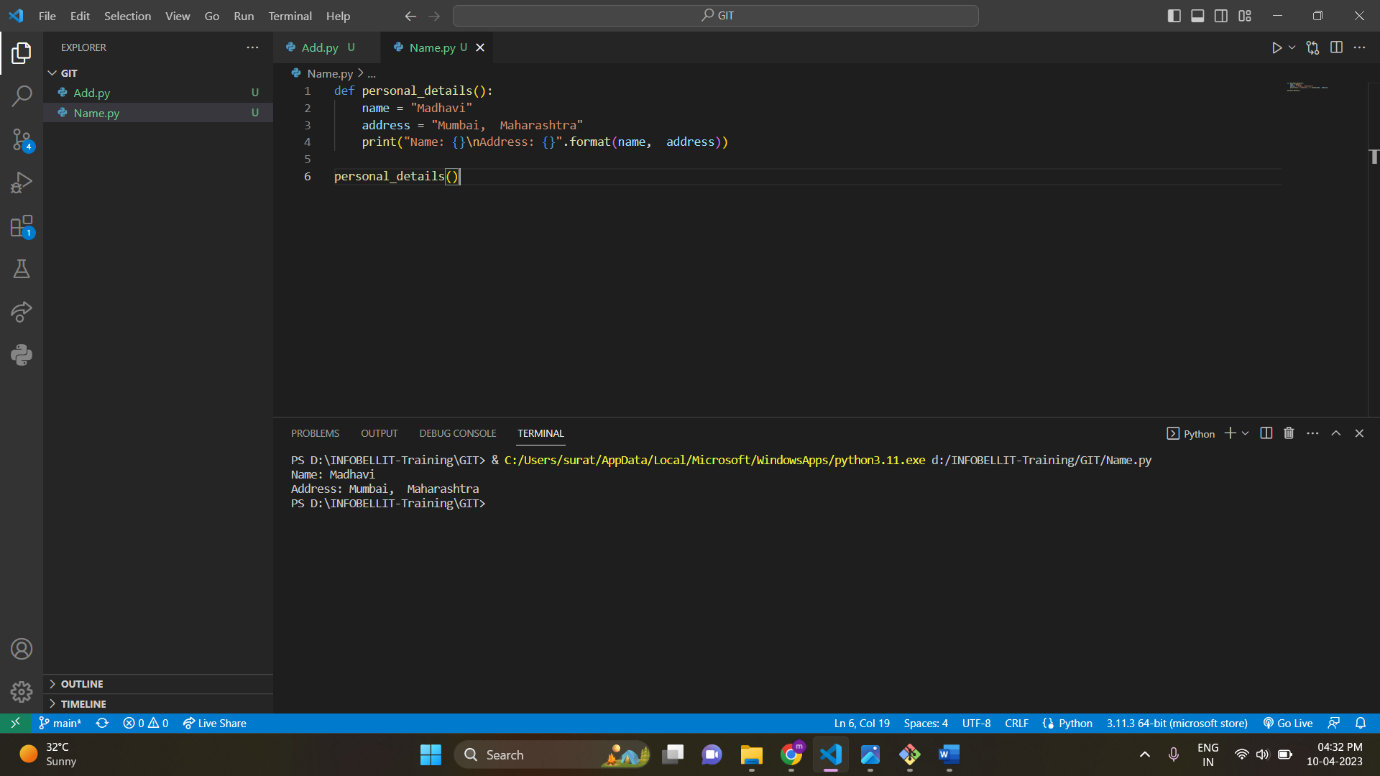 File Edit Selection View Go Run Terminal Help GIT
EXPLORER
GIT
Add.py U
Name.py U
Add.py U Name.py U
Name.py > ...
1 def personal_details():
2     name = "Madhavi"
3     address = "Mumbai,  Maharashtra"
4     print("Name: {}\nAddress: {}".format(name,  address))
5
6 personal_details()
4
1
PROBLEMS OUTPUT DEBUG CONSOLE TERMINAL Python
PS D:\INFOBELLIT-Training\GIT> & C:/Users/surat/AppData/Local/Microsoft/WindowsApps/python3.11.exe d:/INFOBELLIT-Training/GIT/Name.py
Name: Madhavi
Address: Mumbai,  Maharashtra
PS D:\INFOBELLIT-Training\GIT>
OUTLINE
TIMELINE
main* 0 0 Live Share Ln 6, Col 19 Spaces: 4 UTF-8 CRLF Python 3.11.3 64-bit (microsoft store) Go Live
32°C
Sunny
Search
m
ENG
IN
04:32 PM
10-04-2023